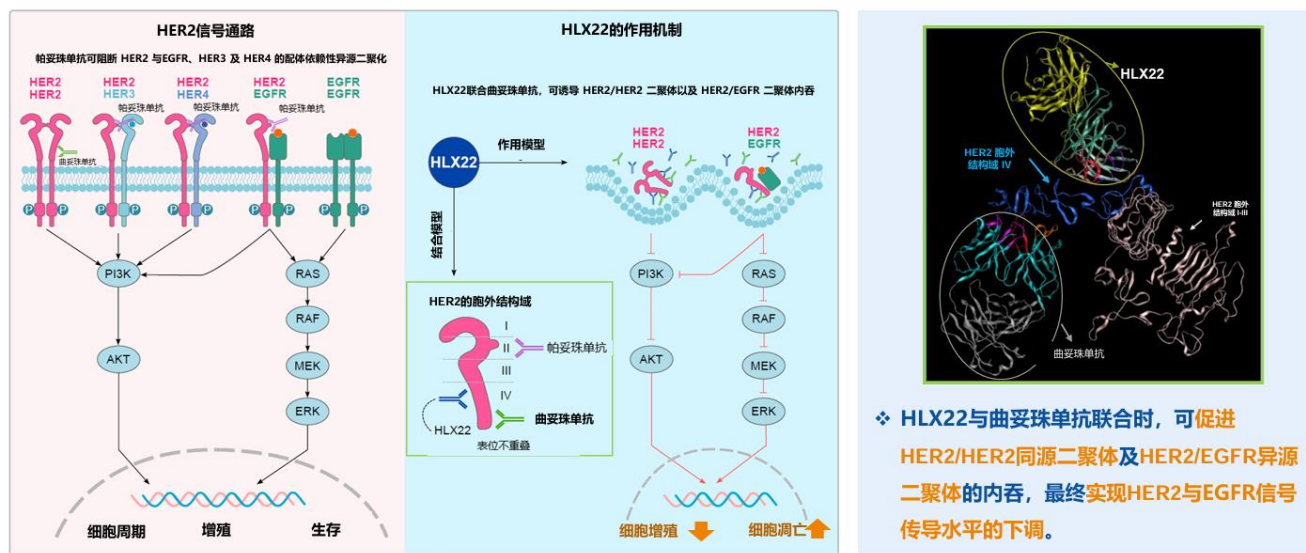 HER2信号通路
帕妥珠单抗可阻断 HER2 与EGFR、HER3 及 HER4 的配体依赖性异源二聚化
HER2
HER2
HER2
HER3
HER2
HER4
HER2
EGFR
EGFR
EGFR
帕妥珠单抗
帕妥珠单抗
帕妥珠单抗
曲妥珠单抗
P
P
P
P
P
P
P
P
P
P
PI3K
RAS
RAF
AKT
MEK
ERK
细胞周期
增殖
生存
HLX22的作用机制
HLX22联合曲妥珠单抗，可诱导 HER2/HER2 二聚体以及 HER2/EGFR 二聚体内吞
HLX22
作用模型
结合模型
HER2
HER2
HER2
EGFR
HER2的胞外结构域
I
II
帕妥珠单抗
III
IV
曲妥珠单抗
HLX22
表位不重叠
PI3K
RAS
RAF
AKT
MEK
ERK
细胞增殖
细胞凋亡
HLX22
HER2 胞外
结构域 IV
HER2 胞外
结构域 I-III
曲妥珠单抗
❖ HLX22与曲妥珠单抗联合时，可促进
HER2/HER2同源二聚体及HER2/EGFR异源
二聚体的内吞，最终实现HER2与EGFR信号
传导水平的下调。